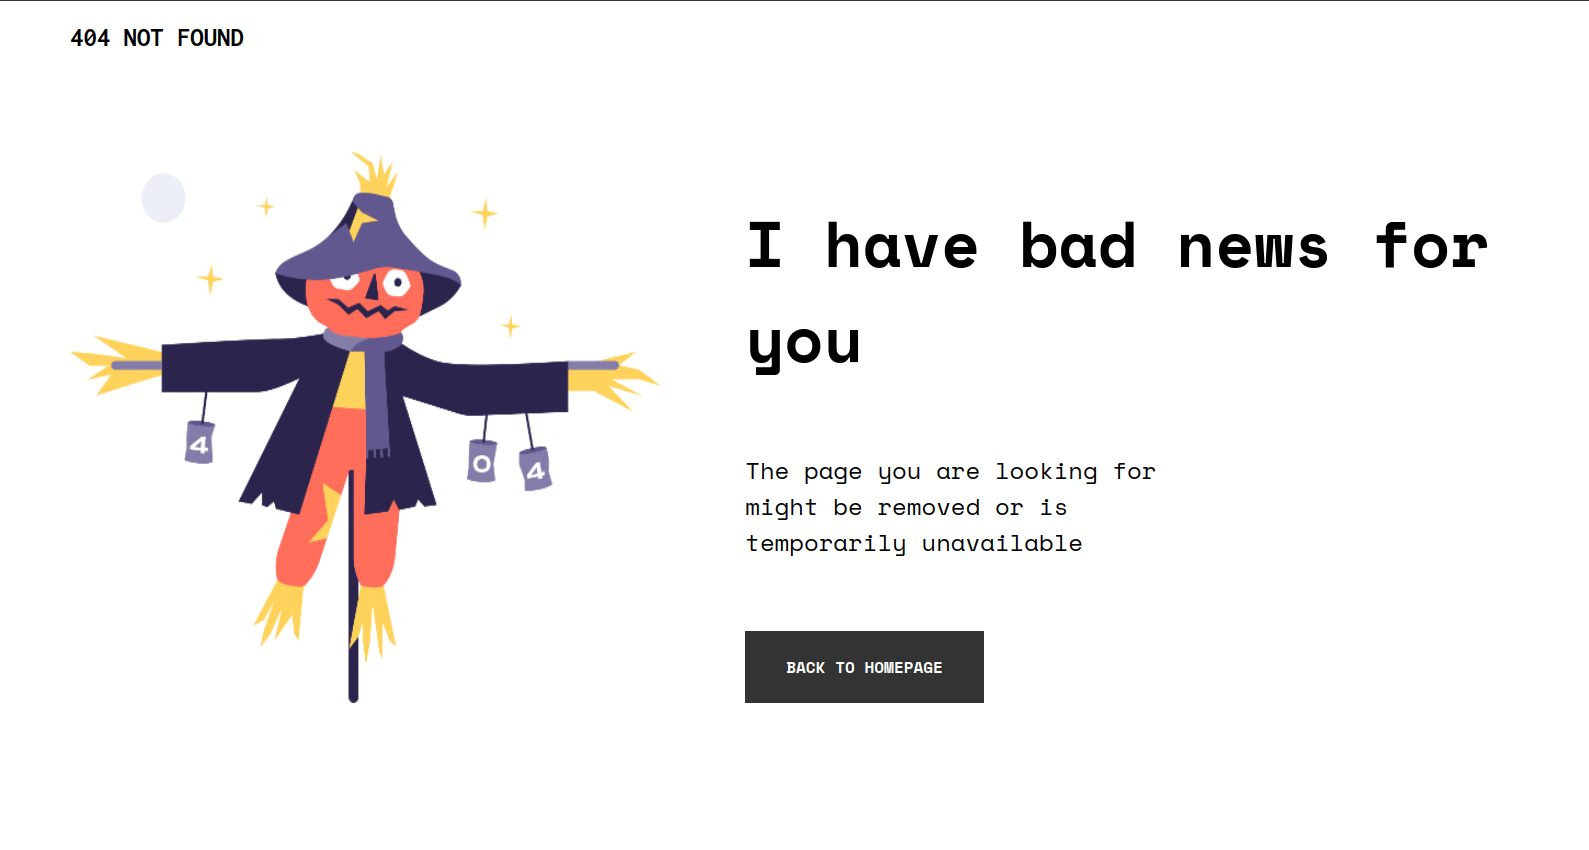 404 NOT FOUND
I have bad news for
you
4
0
4
The page you are looking for
might be removed or is
temporarily unavailable
BACK TO HOMEPAGE